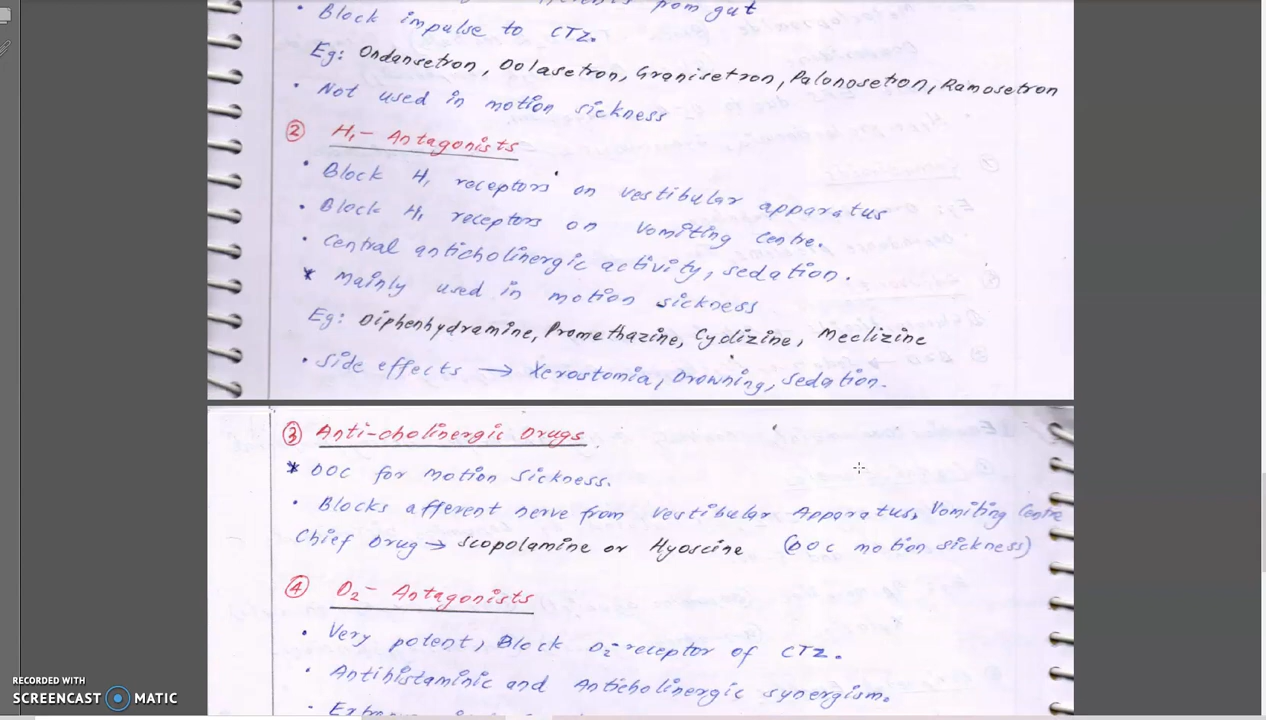 from gut
• Block impulse to CTZ.
Eg: Ondansetron, Dolasetron, Granisetron, Palonosetron, Ramosetron
• Not used in motion sickness
② H1- Antagonists
• Block H1 receptors on vestibular apparatus
• Block H1 receptors on Vomiting Centre.
• Central anticholinergic activity, sedation.
* Mainly used in motion sickness
Eg: Diphenhydramine, Promethazine, Cyclizine, Meclizine
• Side effects → Xerostomia, Drowning, Sedation.
③ Anti-cholinergic Drugs
* DOC for Motion Sickness.
• Blocks afferent nerve from Vestibular Apparatus, Vomiting Centre
Chief Drug → Scopolamine or Hyoscine (DOC motion sickness)
④ D2- Antagonists
• Very potent, Block D2-receptor of CTZ.
• Antihistaminic and Anticholinergic synergism.
RECORDED WITH
SCREENCAST MATIC